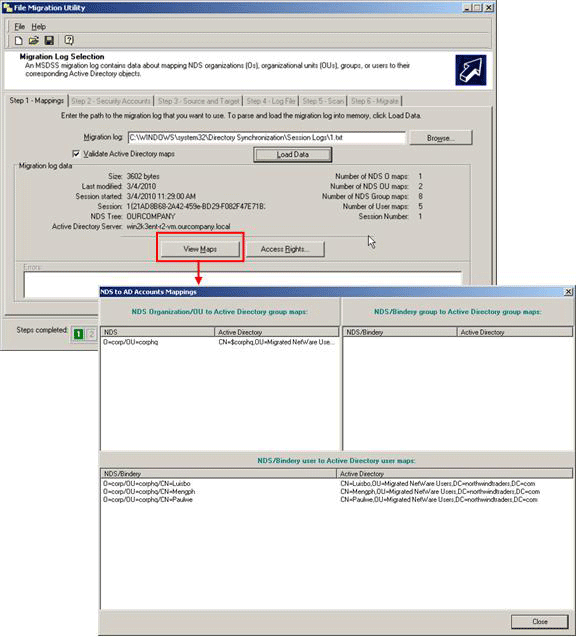 File Migration Utility
File Help
Migration Log Selection
An MSDSS migration log contains data about mapping NDS organizations (Os), organizational units (OUs), groups, or users to their
corresponding Active Directory objects.
Step 1 - Mappings Step 2 - Security Accounts Step 3 - Source and Target Step 4 - Log File Step 5 - Scan Step 6 - Migrate
Enter the path to the migration log that you want to use. To parse and load the migration log into memory, click Load Data.
Migration log: C:\WINDOWS\system32\Directory Synchronization\Session Logs\1.txt Browse...
Validate Active Directory maps Load Data
Migration log data
Size: 3602 bytes Number of NDS O maps: 1
Last modified: 3/4/2010 Number of NDS OU maps: 2
Session started: 3/4/2010 11:29:00 AM Number of NDS Group maps: 8
Session: 1{21AD8B68-2A42-459e-BD29-F082F47E71B: Number of User maps: 5
NDS Tree: OURCOMPANY Session Number: 1
Active Directory Server: win2k3ent-r2-vm.ourcompany.local
View Maps Access Rights...
Errors:
Steps completed: 1 2
NDS to AD Accounts Mappings
NDS Organization/OU to Active Directory group maps: NDS/Bindery group to Active Directory group maps:
NDS Active Directory NDS/Bindery Active Directory
O=corp/OU=corphq CN=$corphq,OU=Migrated NetWare Use...
NDS/Bindery user to Active Directory user maps:
NDS/Bindery Active Directory
O=corp/OU=corphq/CN=Luisbo CN=Luisbo,OU=Migrated NetWare Users,DC=northwindtraders,DC=com
O=corp/OU=corphq/CN=Mengph CN=Mengph,OU=Migrated NetWare Users,DC=northwindtraders,DC=com
O=corp/OU=corphq/CN=Paulwe CN=Paulwe,OU=Migrated NetWare Users,DC=northwindtraders,DC=com
Close